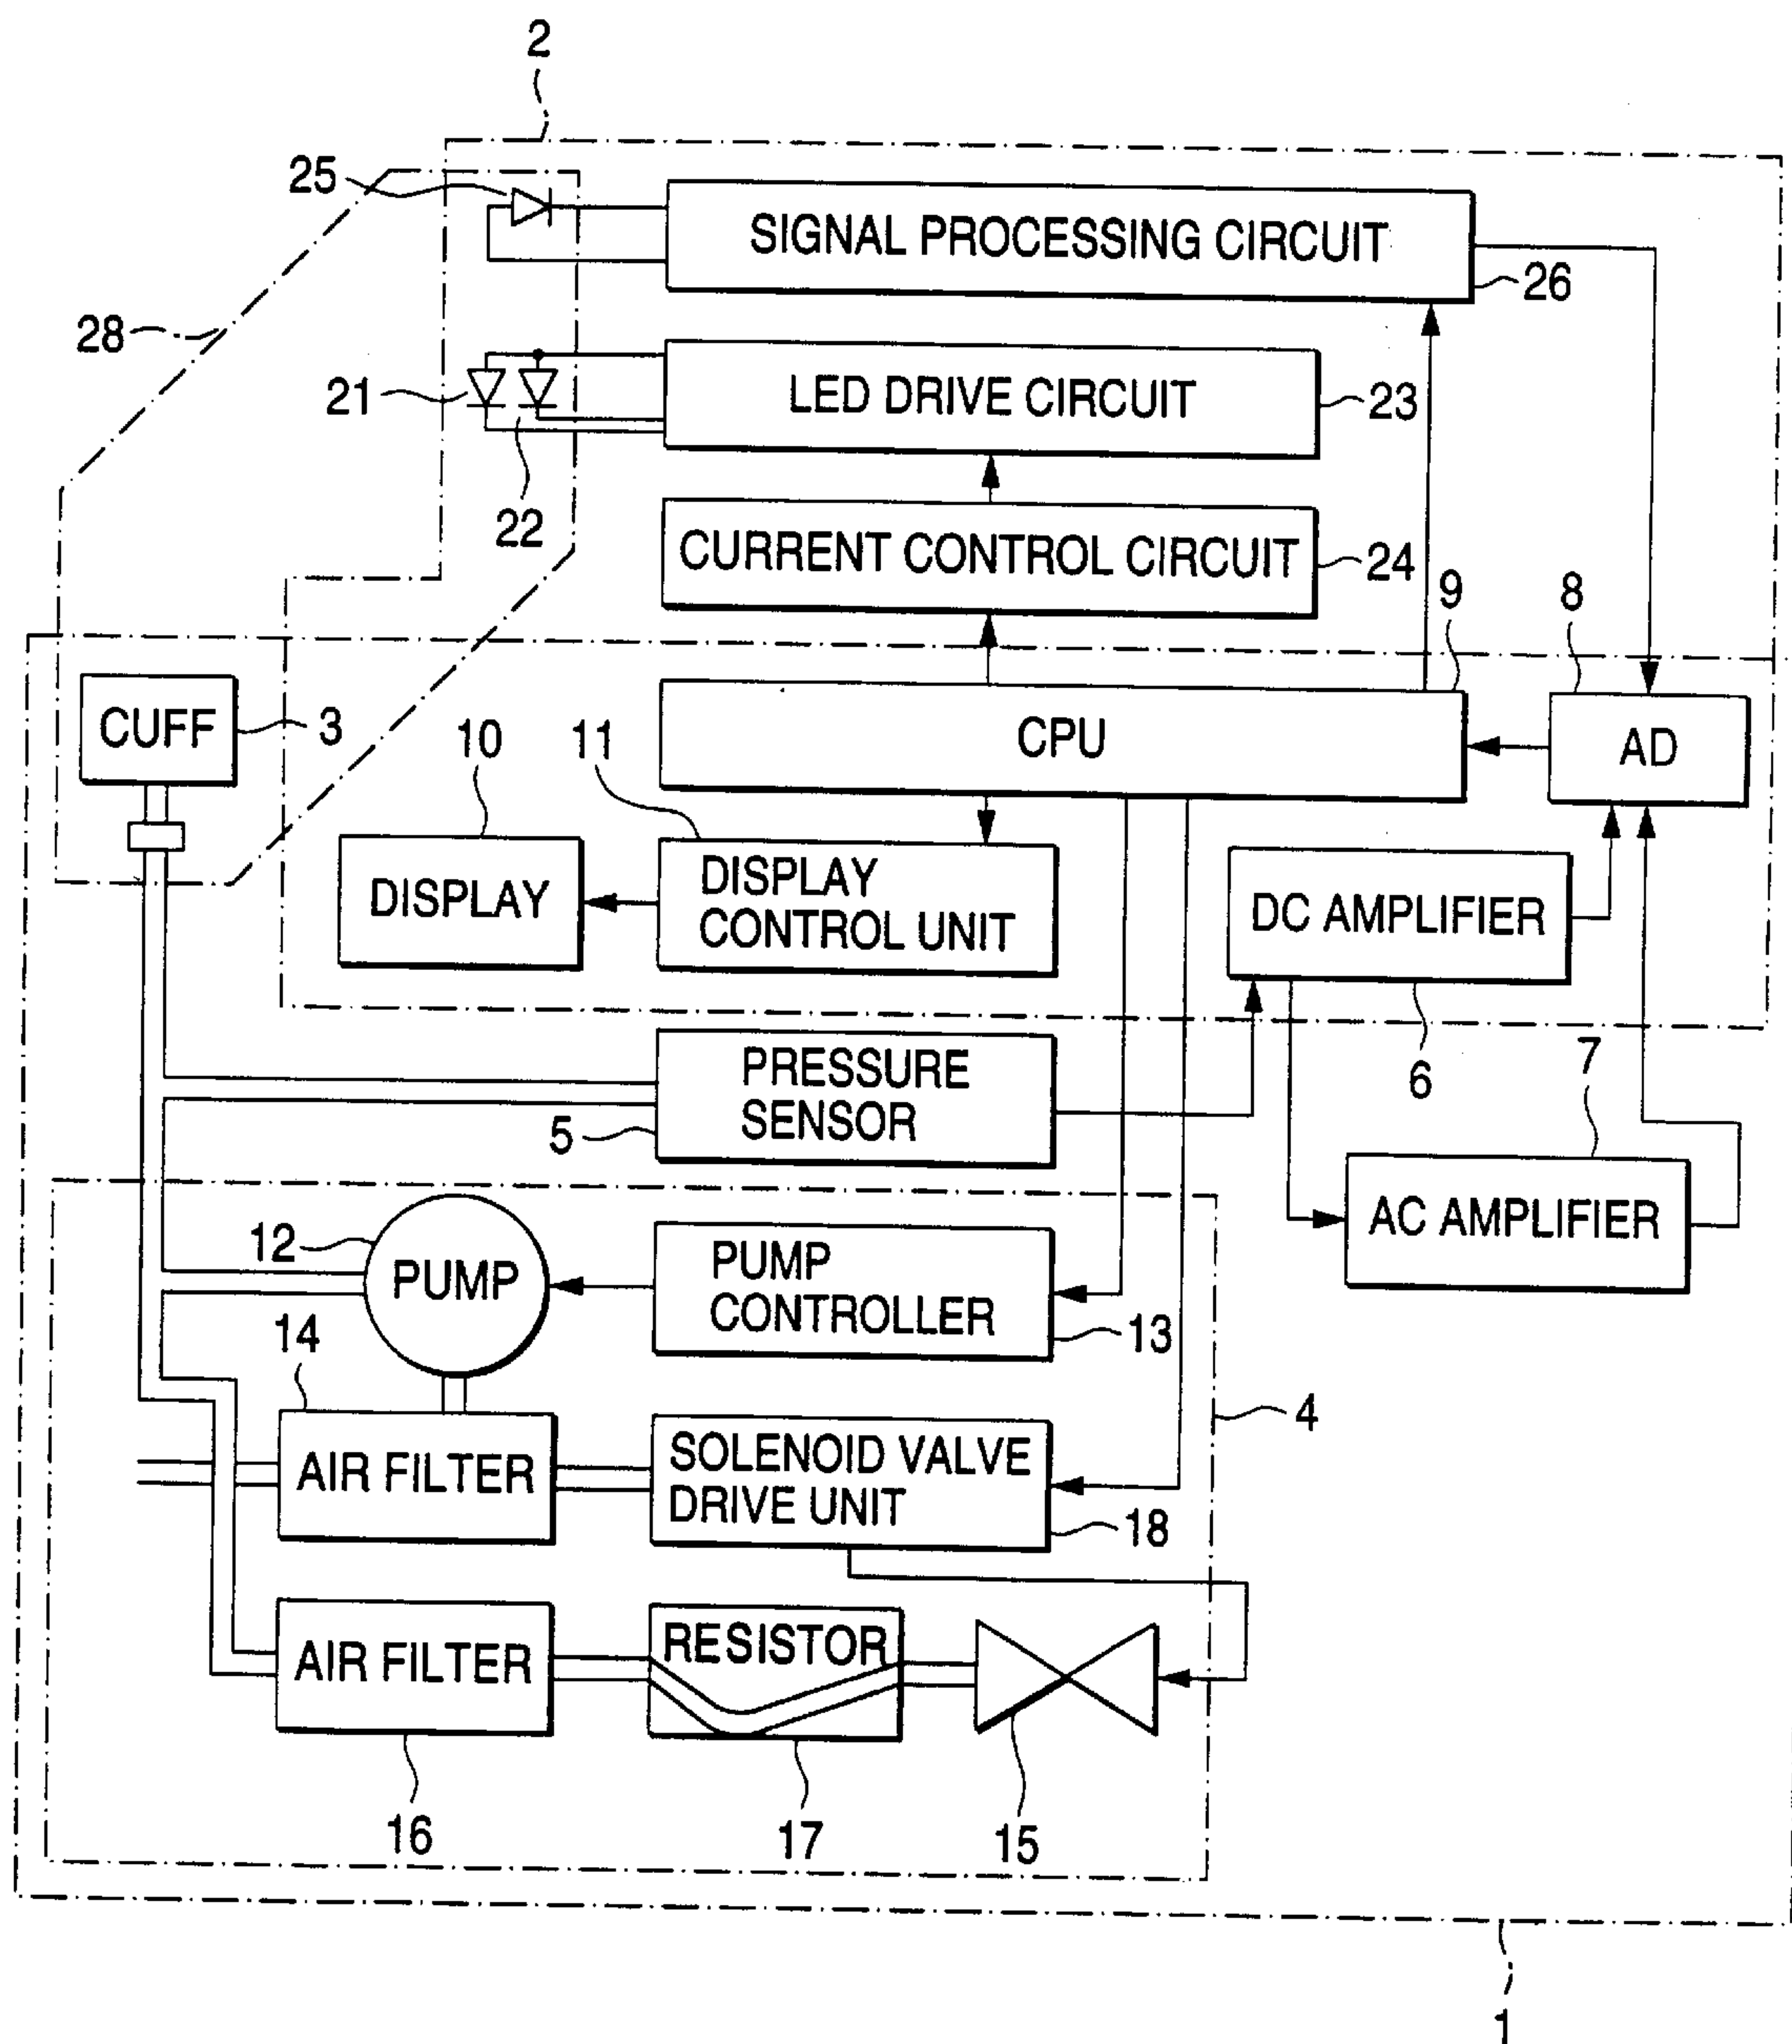 2
25
SIGNAL PROCESSING CIRCUIT
26
28
21
LED DRIVE CIRCUIT
23
22
CURRENT CONTROL CIRCUIT
24
9
8
CUFF
3
10
11
CPU
AD
DISPLAY
DISPLAY
CONTROL UNIT
DC AMPLIFIER
6
7
PRESSURE
SENSOR
5
AC AMPLIFIER
12
PUMP
PUMP
CONTROLLER
13
14
4
AIR FILTER
SOLENOID VALVE
DRIVE UNIT
18
AIR FILTER
RESISTOR
16
17
15
1